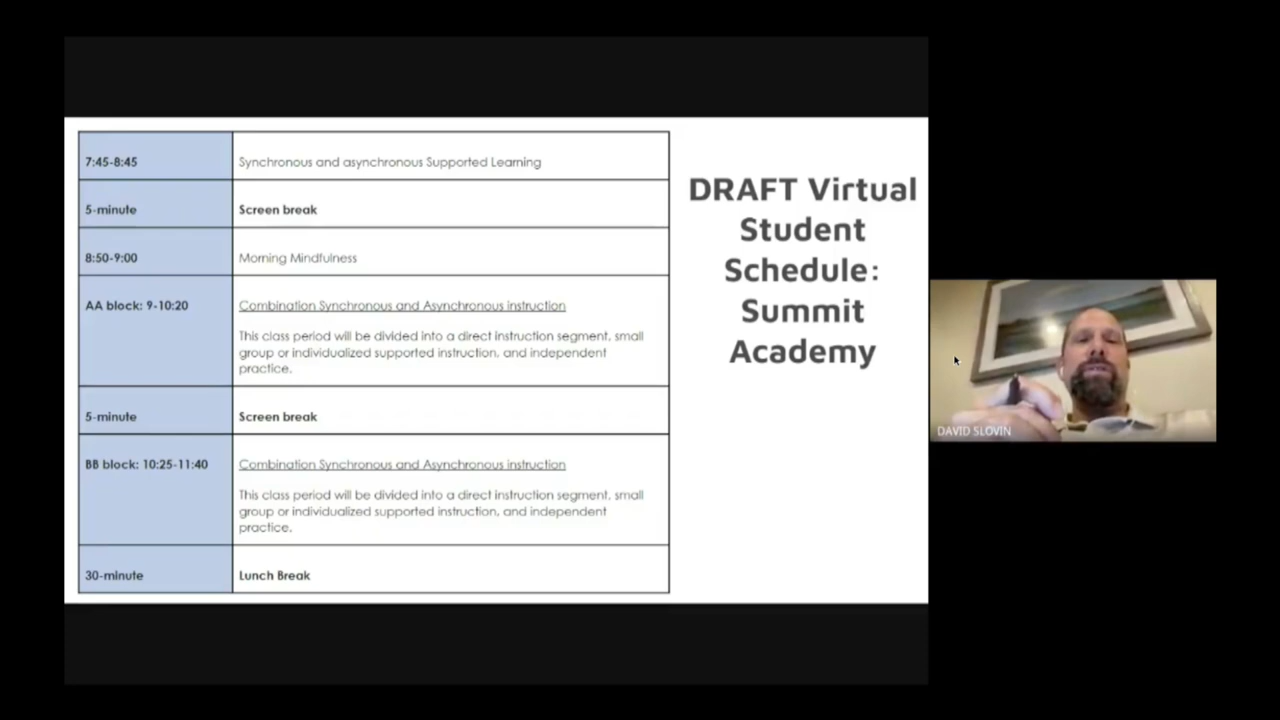 7:45-8:45
Synchronous and asynchronous Supported Learning
5-minute
Screen break
8:50-9:00
Morning Mindfulness
AA block: 9-10:20
Combination Synchronous and Asynchronous instruction
This class period will be divided into a direct instruction segment, small
group or individualized supported instruction, and independent
practice.
5-minute
Screen break
BB block: 10:25-11:40
Combination Synchronous and Asynchronous instruction
This class period will be divided into a direct instruction segment, small
group or individualized supported instruction, and independent
practice.
30-minute
Lunch Break
DRAFT Virtual
Student
Schedule:
Summit
Academy
DAVID SLOVIN